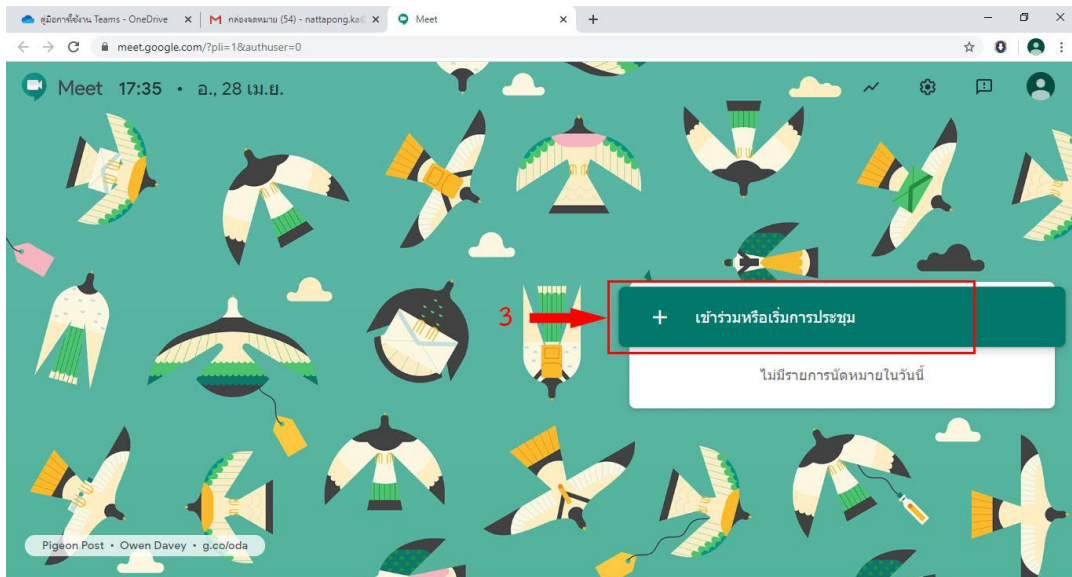 คู่มือการใช้งาน Teams - OneDrive
กล่องจดหมาย (54) - nattapong.ka
Meet
meet.google.com/?pli=1&authuser=0
Meet 17:35 • อ., 28 เม.ย.
3
+ เข้าร่วมหรือเริ่มการประชุม
ไม่มีรายการนัดหมายในวันนี้
Pigeon Post • Owen Davey • g.co/oda